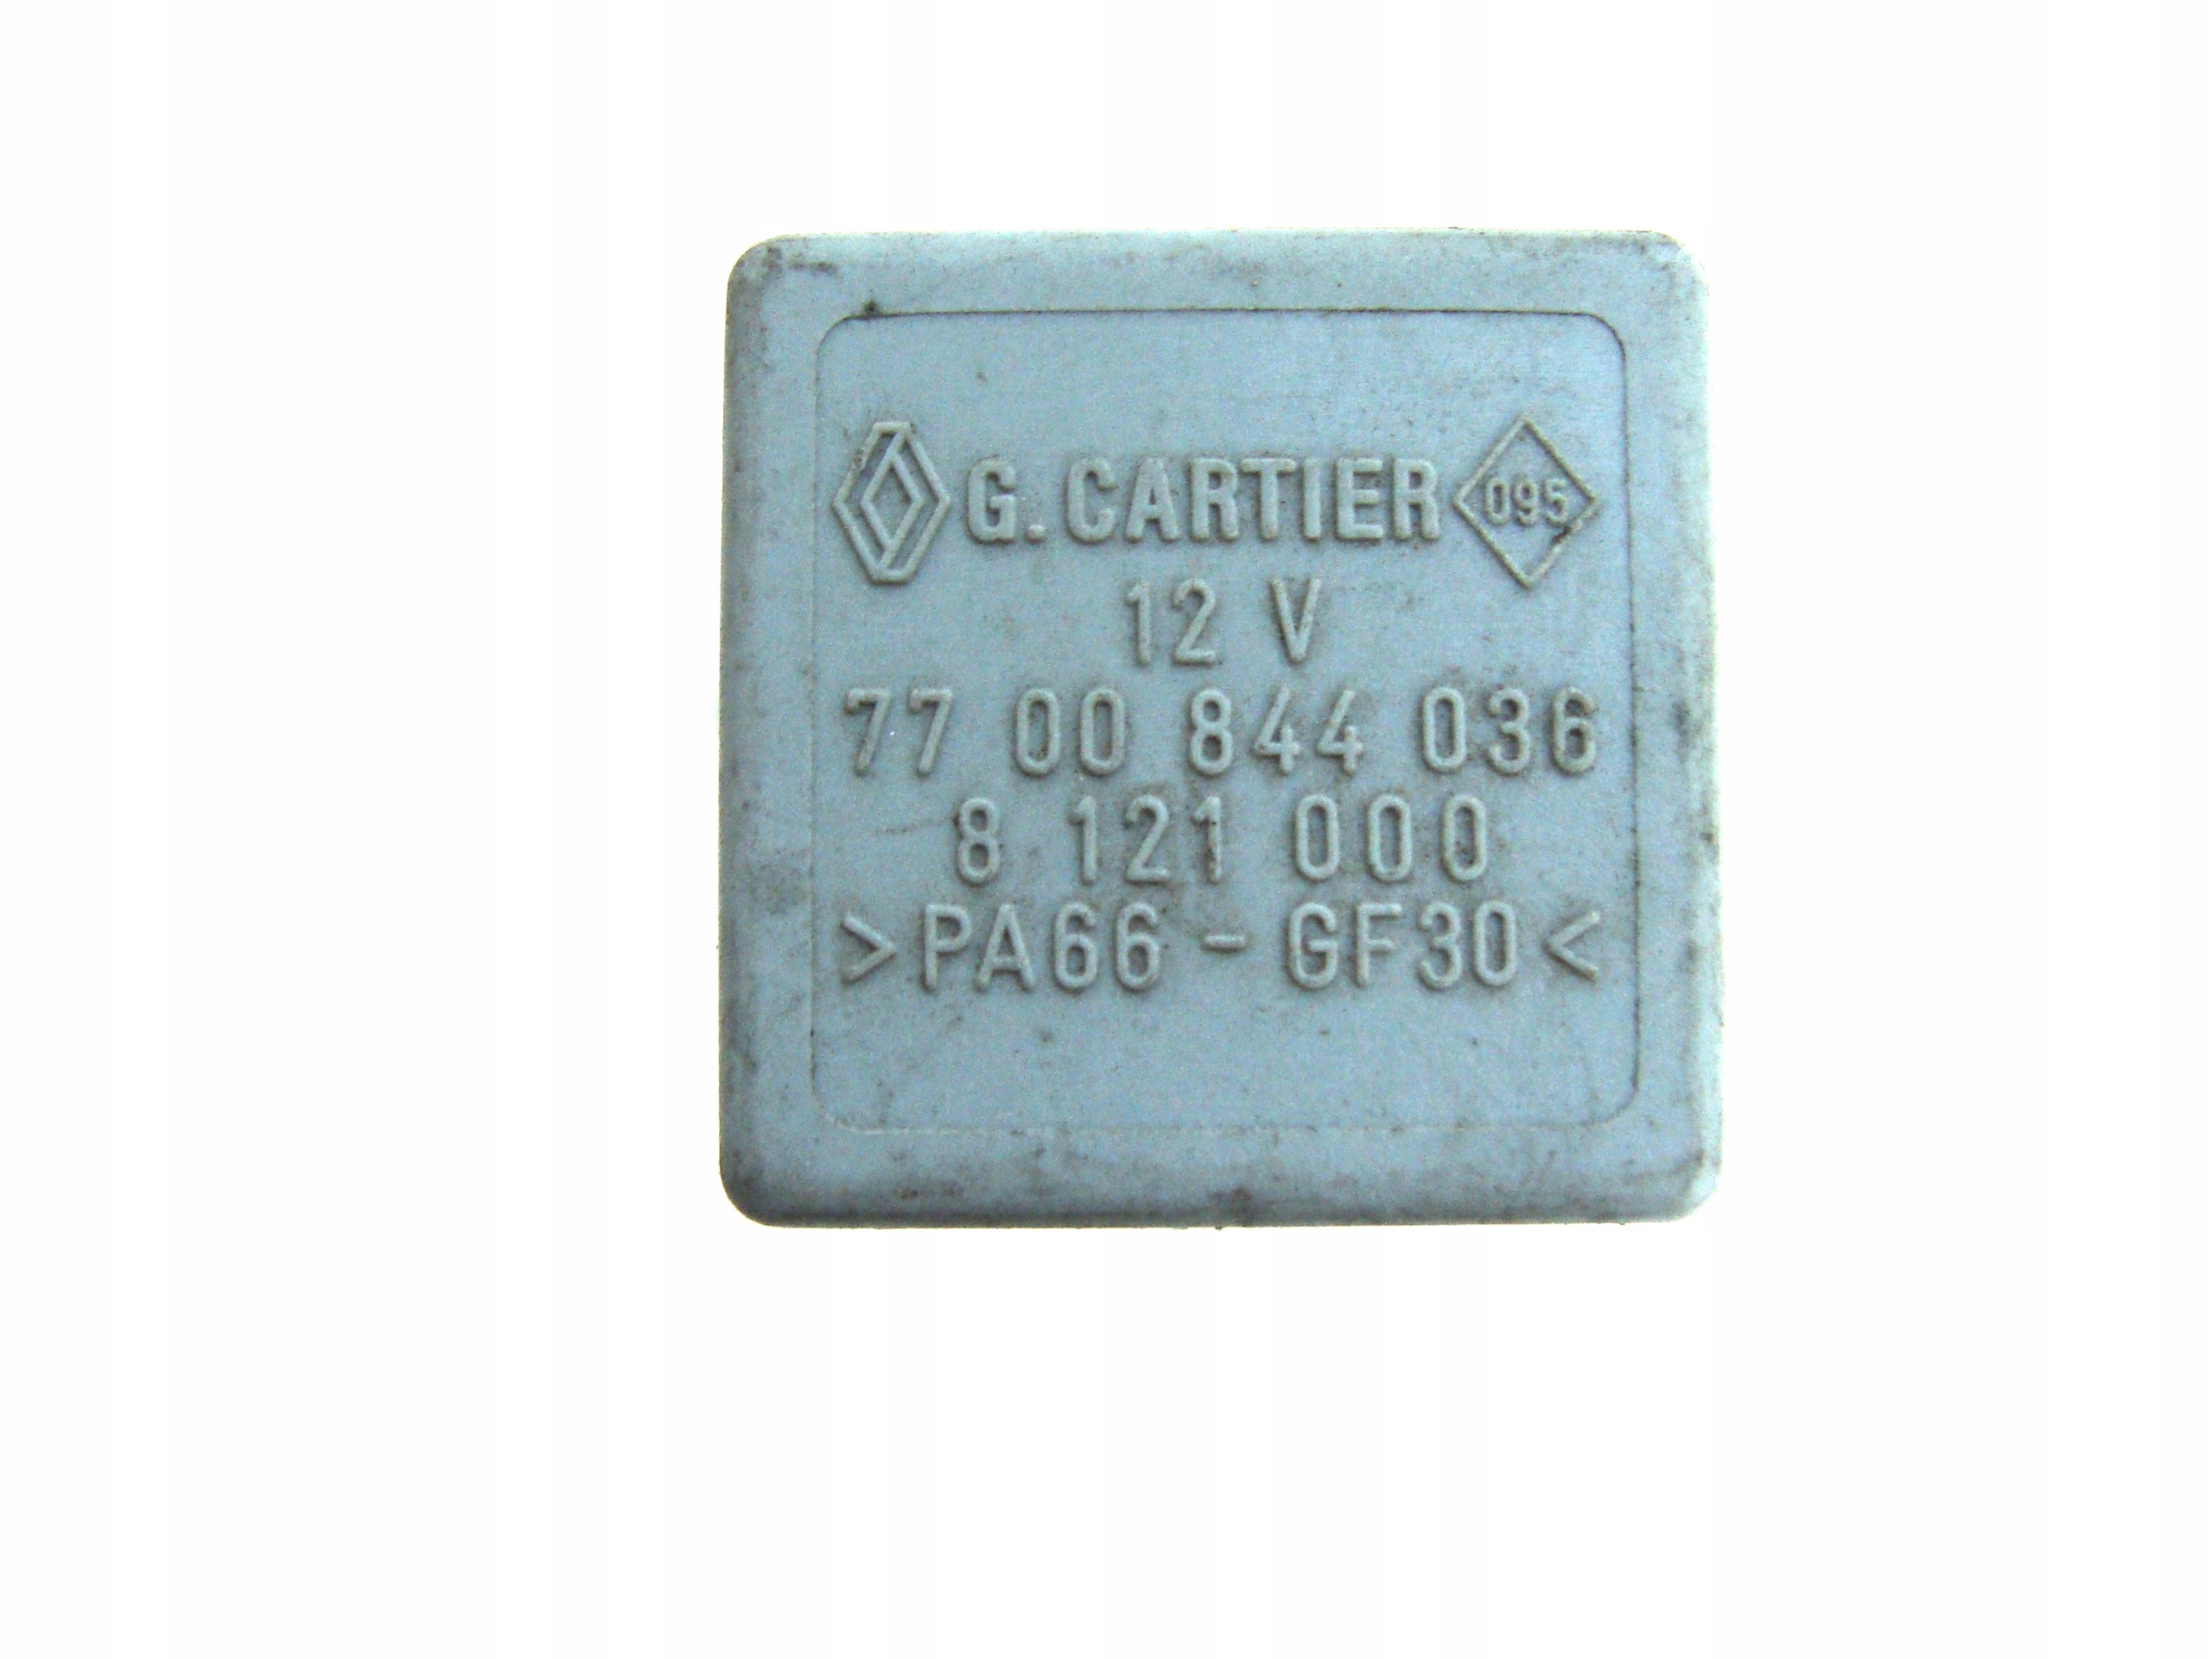 G. CARTIER 095
12 V
77 00 844 036
8 121 000
>PA66 - GF30<